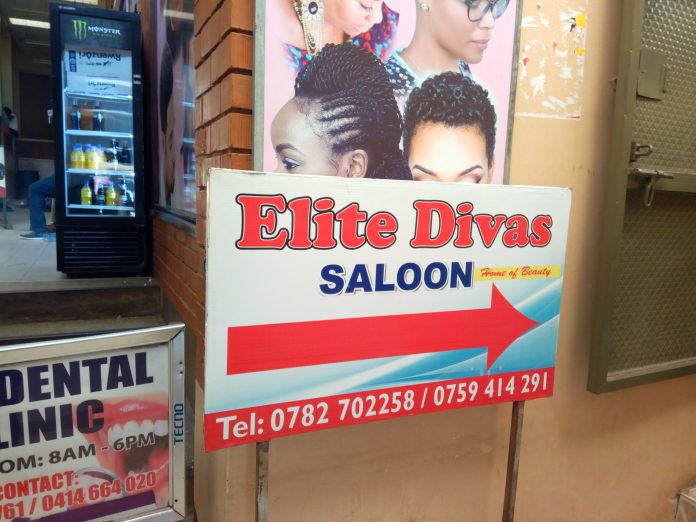 MONSTER
Rwenzori
Elite Divas
SALOON
Home of Beauty
Tel: 0782 702258 / 0759 414 291
DENTAL
LINIC
OM: 8AM - 6PM
CONTACT:
761 / 0414 664 020
TECNO